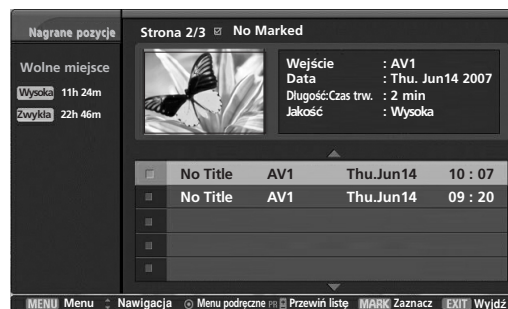 Nagrane pozycje
Strona 2/3 No Marked
Wolne miejsce
Wysoka 11h 24m
Zwykła 22h 46m
Wejście : AV1
Data : Thu. Jun14 2007
Długość:Czas trw. : 2 min
Jakość : Wysoka
No Title AV1 Thu.Jun14 10 : 07
No Title AV1 Thu.Jun14 09 : 20
MENU Menu Nawigacja Menu podręczne PR Przewiń listę MARK Zaznacz EXIT Wyjdź